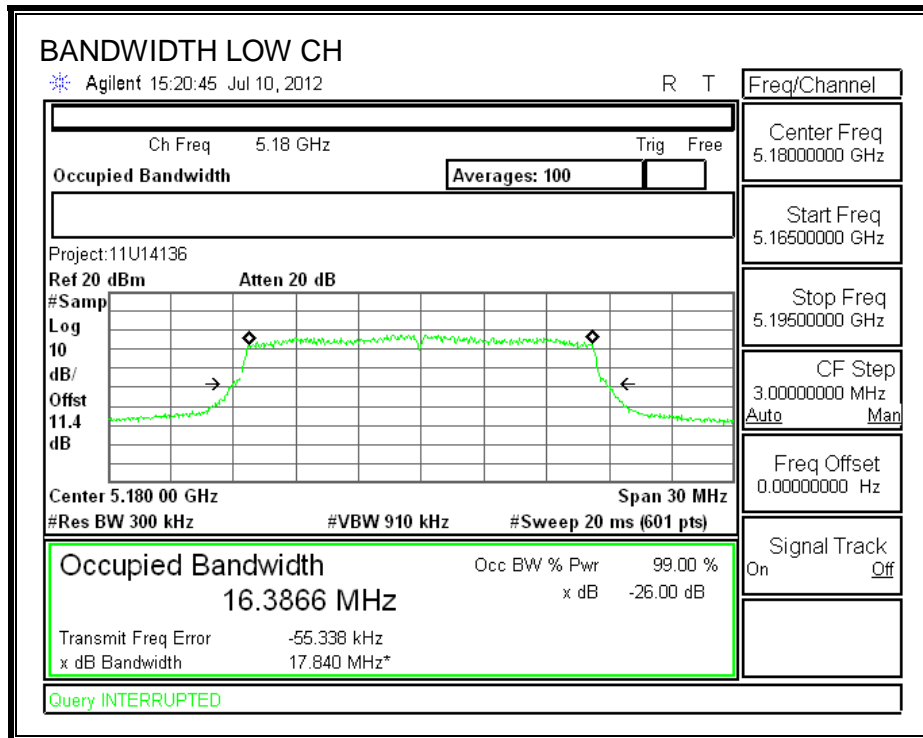 BANDWIDTH LOW CH
Agilent 15:20:45 Jul 10, 2012 R T
Freq/Channel
Ch Freq 5.18 GHz Trig Free
Occupied Bandwidth Averages: 100
Center Freq
5.18000000 GHz
Start Freq
5.16500000 GHz
Stop Freq
5.19500000 GHz
CF Step
3.00000000 MHz
Auto Man
Freq Offset
0.00000000 Hz
Signal Track
On Off
Project:11U14136
Ref 20 dBm Atten 20 dB
#Samp
Log
10
dB/
Offst
11.4
dB
Center 5.180 00 GHz Span 30 MHz
#Res BW 300 kHz #VBW 910 kHz #Sweep 20 ms (601 pts)
Occupied Bandwidth Occ BW % Pwr 99.00 %
16.3866 MHz x dB -26.00 dB
Transmit Freq Error -55.338 kHz
x dB Bandwidth 17.840 MHz*
Query INTERRUPTED